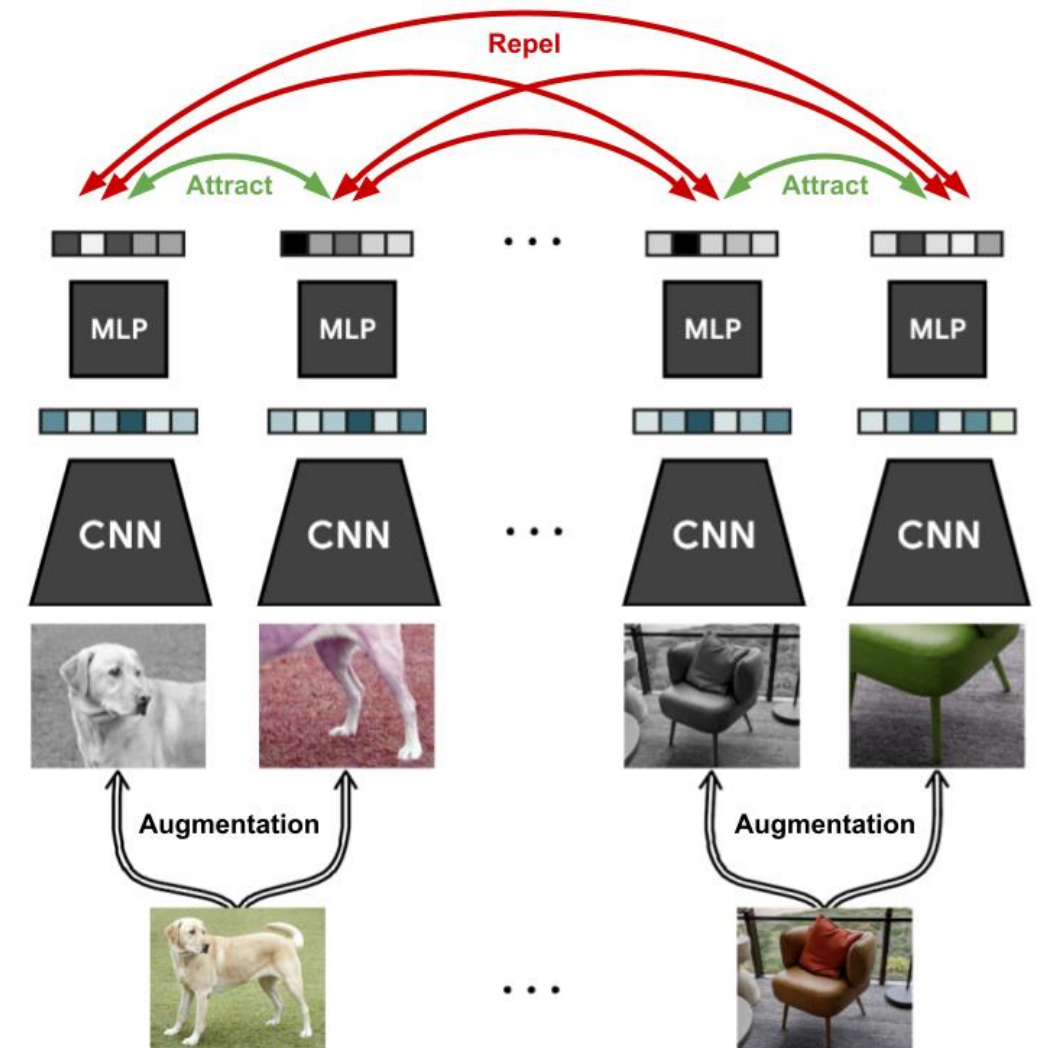 Repel
Attract
Attract
...
MLP
MLP
MLP
MLP
CNN
CNN
...
CNN
CNN
Augmentation
Augmentation
...